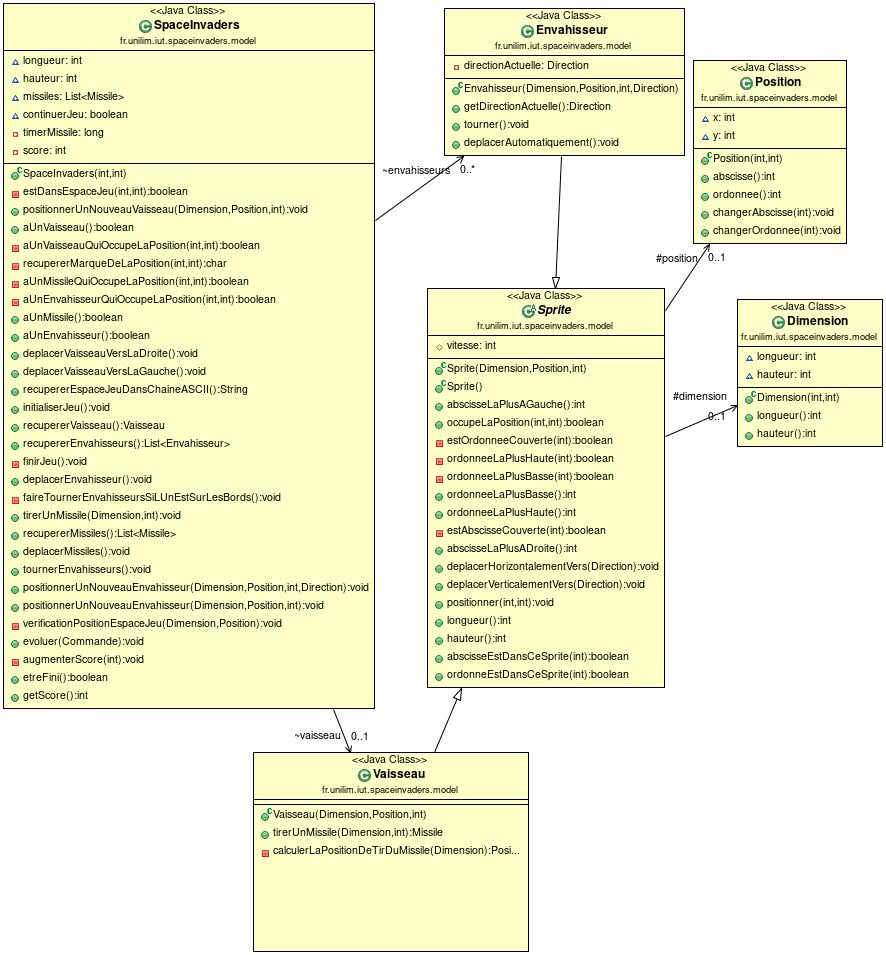 <<Java Class>>
SpaceInvaders
fr.unilim.iut.spaceinvaders.model
longueur: int
hauteur: int
missiles: List<Missile>
continuerJeu: boolean
timerMissile: long
score: int
SpaceInvaders(int,int)
estDansEspaceJeu(int,int):boolean
positionnerUnNouveauVaisseau(Dimension,Position,int):void
aUnVaisseau():boolean
aUnVaisseauQuiOccupeLaPosition(int,int):boolean
recupererMarqueDeLaPosition(int,int):char
aUnMissileQuiOccupeLaPosition(int,int):boolean
aUnEnvahisseurQuiOccupeLaPosition(int,int):boolean
aUnMissile():boolean
aUnEnvahisseur():boolean
deplacerVaisseauVersLaDroite():void
deplacerVaisseauVersLaGauche():void
recupererEspaceJeuDansChaineASCII():String
initialiserJeu():void
recupererVaisseau():Vaisseau
recupererEnvahisseurs():List<Envahisseur>
finirJeu():void
deplacerEnvahisseur():void
faireTournerEnvahisseursSiLUnEstSurLesBords():void
tirerUnMissile(Dimension,int):void
recupererMissiles():List<Missile>
deplacerMissiles():void
tournerEnvahisseurs():void
positionnerUnNouveauEnvahisseur(Dimension,Position,int,Direction):void
positionnerUnNouveauEnvahisseur(Dimension,Position,int):void
verificationPositionEspaceJeu(Dimension,Position):void
evoluer(Commande):void
augmenterScore(int):void
etreFini():boolean
getScore():int
~envahisseurs 0..*
<<Java Class>>
Envahisseur
fr.unilim.iut.spaceinvaders.model
directionActuelle: Direction
Envahisseur(Dimension,Position,int,Direction)
getDirectionActuelle():Direction
tourner():void
deplacerAutomatiquement():void
<<Java Class>>
Position
fr.unilim.iut.spaceinvaders.model
x: int
y: int
Position(int,int)
abscisse():int
ordonnee():int
changerAbscisse(int):void
changerOrdonnee(int):void
#position 0..1
<<Java Class>>
Sprite
fr.unilim.iut.spaceinvaders.model
vitesse: int
Sprite(Dimension,Position,int)
Sprite()
abscisseLaPlusAGauche():int
occupeLaPosition(int,int):boolean
estOrdonneeCouverte(int):boolean
ordonneeLaPlusHaute(int):boolean
ordonneeLaPlusBasse(int):boolean
ordonneeLaPlusBasse():int
ordonneeLaPlusHaute():int
estAbscisseCouverte(int):boolean
abscisseLaPlusADroite():int
deplacerHorizontalementVers(Direction):void
deplacerVerticalementVers(Direction):void
positionner(int,int):void
longueur():int
hauteur():int
abscisseEstDansCeSprite(int):boolean
ordonneEstDansCeSprite(int):boolean
#dimension
0..1
<<Java Class>>
Dimension
fr.unilim.iut.spaceinvaders.model
longueur: int
hauteur: int
Dimension(int,int)
longueur():int
hauteur():int
~vaisseau 0..1
<<Java Class>>
Vaisseau
fr.unilim.iut.spaceinvaders.model
Vaisseau(Dimension,Position,int)
tirerUnMissile(Dimension,int):Missile
calculerLaPositionDeTirDuMissile(Dimension):Posi...